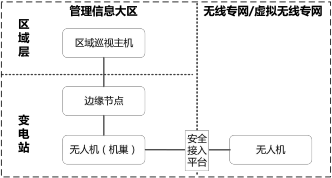 管理信息大区
无线专网/虚拟无线专网
区域层
区域巡视主机
边缘节点
变电站
无人机（机巢）
安全
接入
平台
无人机